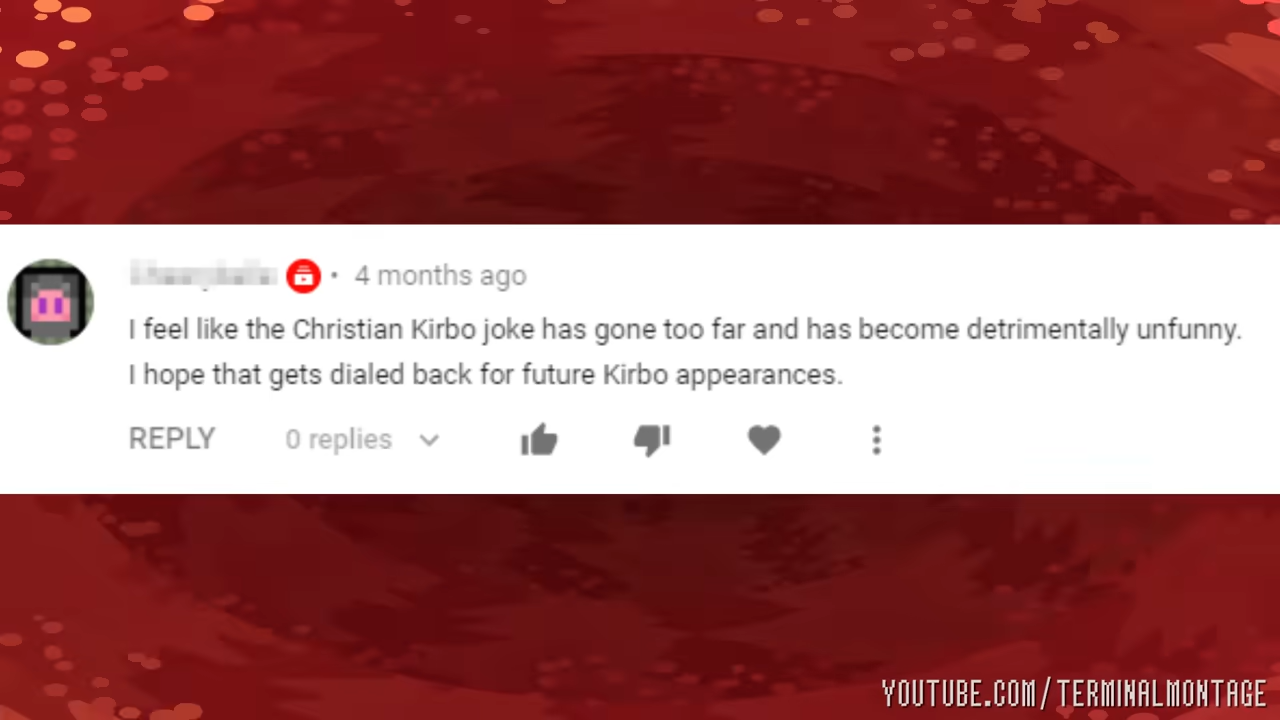 • 4 months ago
I feel like the Christian Kirbo joke has gone too far and has become detrimentally unfunny.
I hope that gets dialed back for future Kirbo appearances.
REPLY 0 replies
YOUTUBE.COM/TERMINALMONTAGE